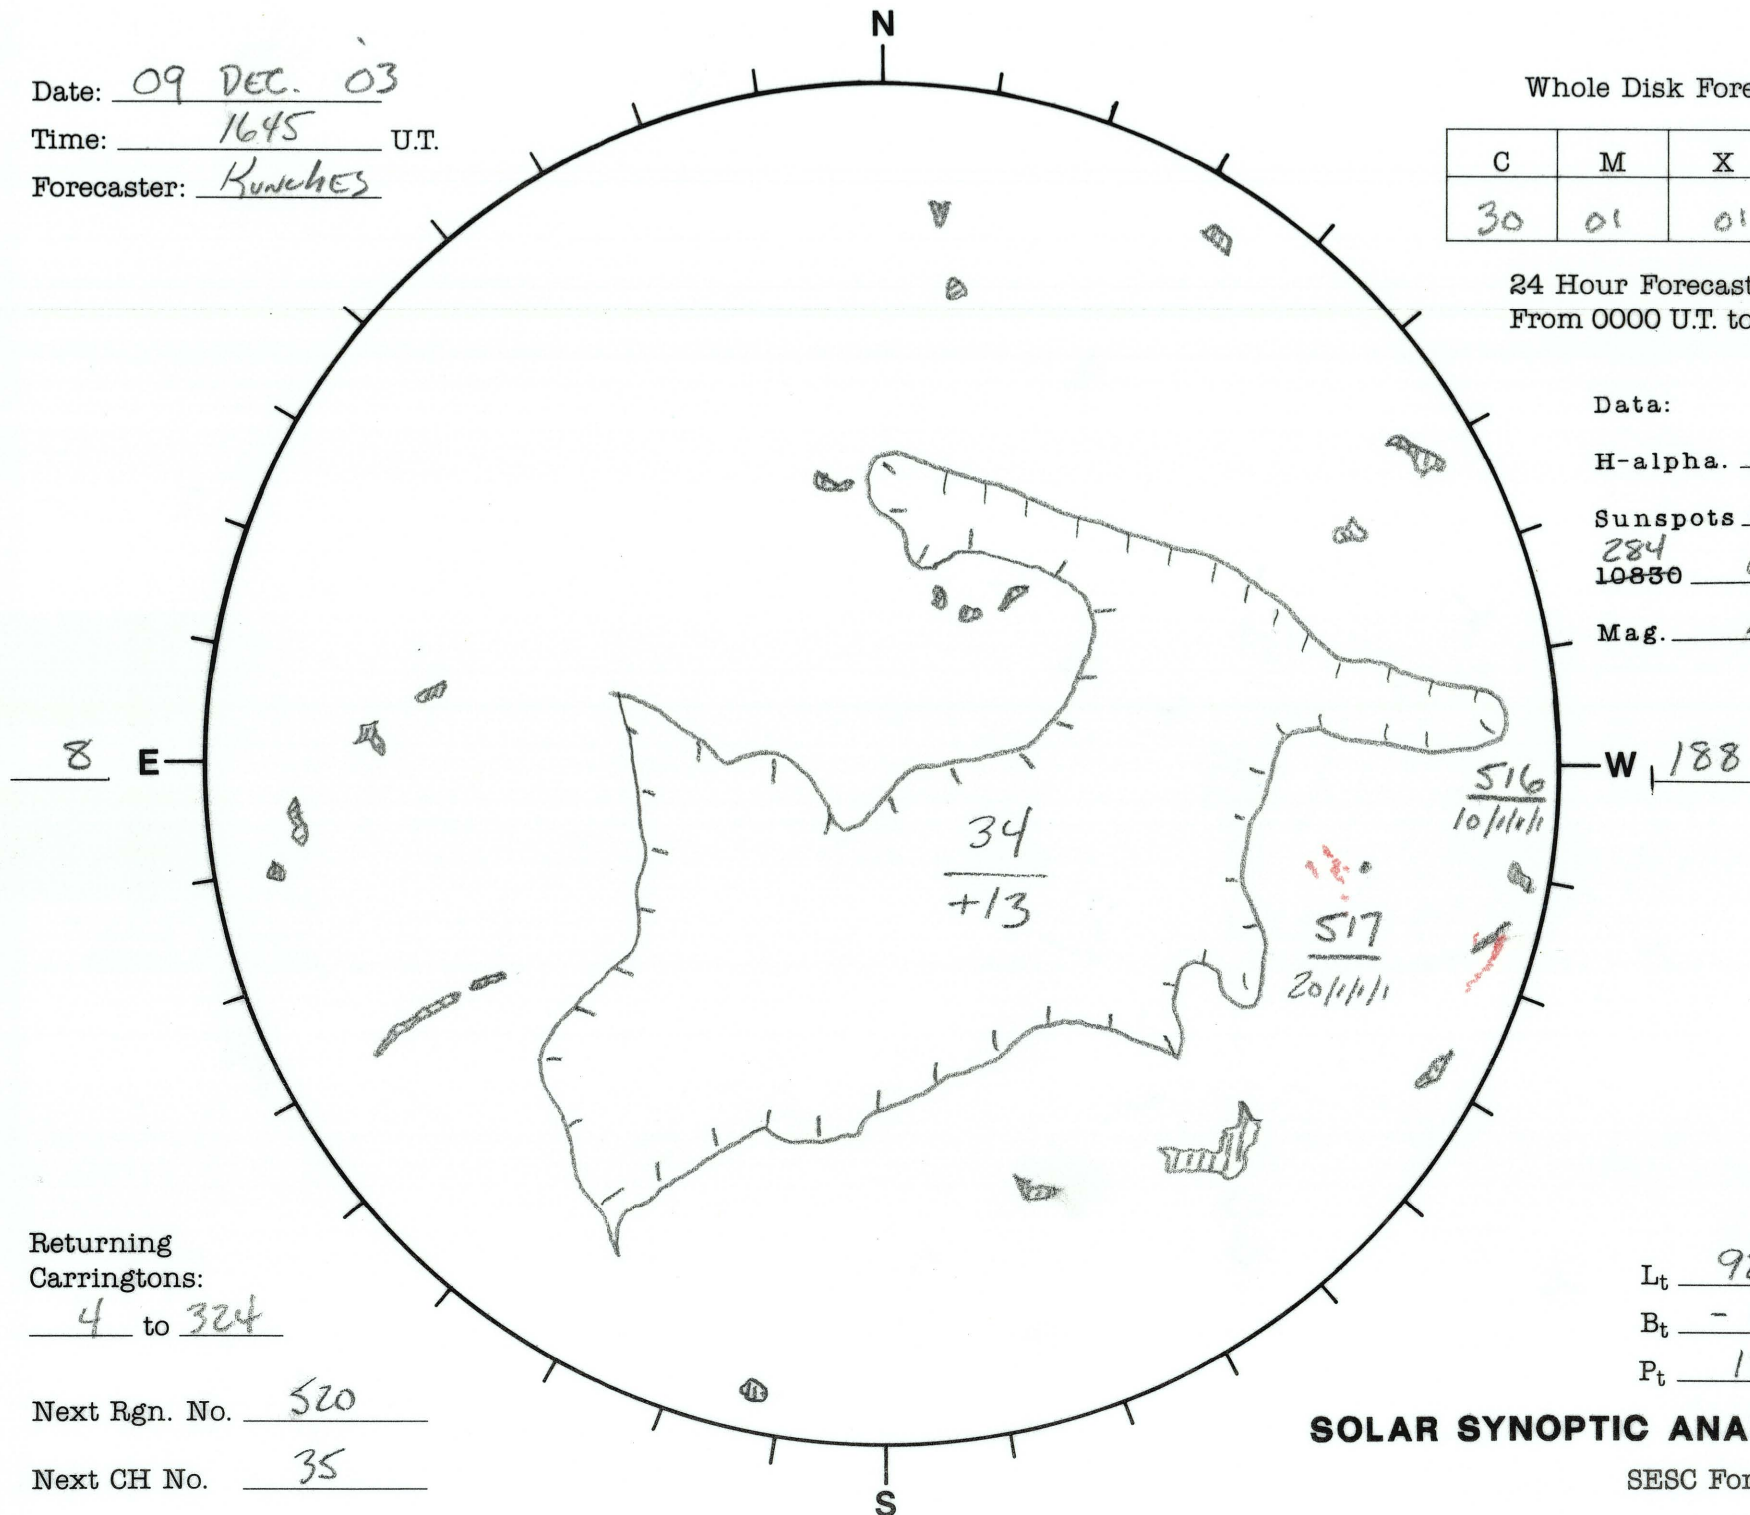 N
Date: 09 DEC. 03
Time: 1645 U.T.
Forecaster: KUNCHES
Whole Disk Fore
C M X
30 01 01
24 Hour Forecast
From 0000 U.T. to
Data:
H-alpha.
Sunspots
284
10830
Mag.
8 E
W 188
516
10/1/1/1
34
+13
517
20/1/1/1
Returning
Carringtons:
4 to 324
Next Rgn. No. 520
Next CH No. 35
Lt 92
Bt -
Pt 1
SOLAR SYNOPTIC ANA
SESC For
S